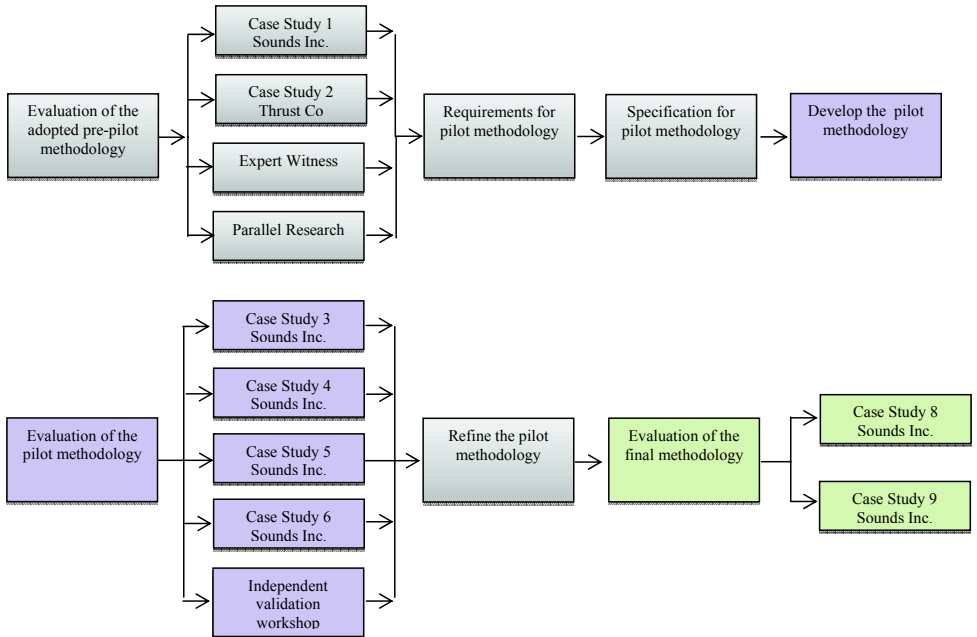 Evaluation of the
adopted pre-pilot
methodology
Case Study 1
Sounds Inc.
Case Study 2
Thrust Co
Expert Witness
Parallel Research
Requirements for
pilot methodology
Specification for
pilot methodology
Develop the pilot
methodology
Evaluation of the
pilot methodology
Case Study 3
Sounds Inc.
Case Study 4
Sounds Inc.
Case Study 5
Sounds Inc.
Case Study 6
Sounds Inc.
Independent
validation
workshop
Refine the pilot
methodology
Evaluation of the
final methodology
Case Study 8
Sounds Inc.
Case Study 9
Sounds Inc.